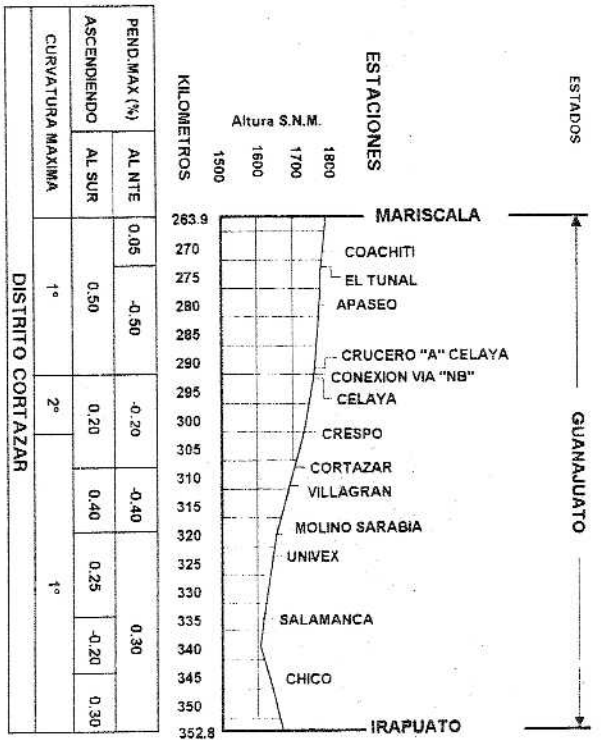 ESTADOS
GUANAJUATO
ESTACIONES
MARISCALA
COACHITI
EL TUNAL
APASEO
CRUCERO "A" CELAYA
CONEXION VIA "NB"
CELAYA
CRESPO
CORTAZAR
VILLAGRAN
MOLINO SARABIA
UNIVEX
SALAMANCA
CHICO
IRAPUATO
Altura S.N.M.
1800
1700
1600
1500
KILOMETROS
263.9
270
275
280
285
290
295
300
305
310
315
320
325
330
335
340
345
350
352.8
PEND.MAX (%)
ASCENDIENDO
AL NTE
0.05
-0.50
-0.20
-0.40
0.30
AL SUR
0.50
0.20
0.40
0.25
-0.20
0.30
CURVATURA MAXIMA
1°
2°
1°
DISTRITO CORTAZAR